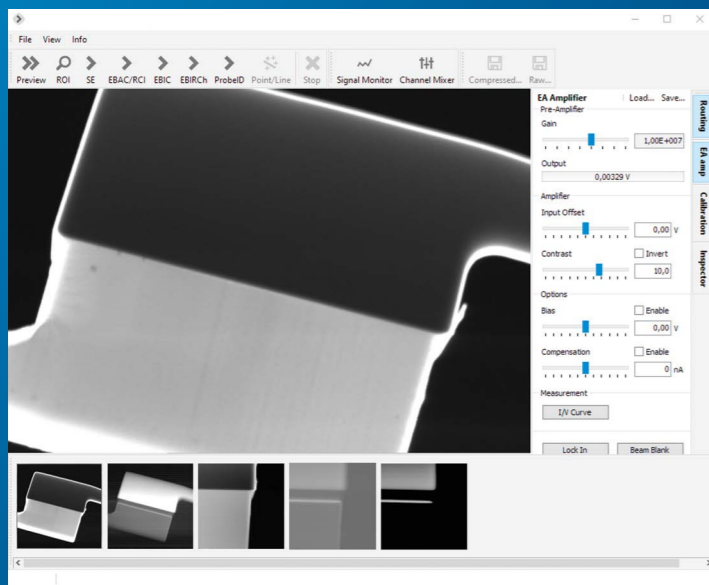 File View Info
Preview ROI SE EBAC/RCI EBIC EBIRCh ProbeID Point/Line Stop Signal Monitor Channel Mixer Compressed... Raw...
EA Amplifier Load... Save...
Pre-Amplifier
Gain
1,00E+007
Output
0,00329 V
Amplifier
Input Offset
0,00 V
Contrast Invert
10,0
Options
Bias Enable
0,00 V
Compensation Enable
0 nA
Measurement
I/V Curve
Lock In Beam Blank
Routing
EA amp
Calibration
Inspector